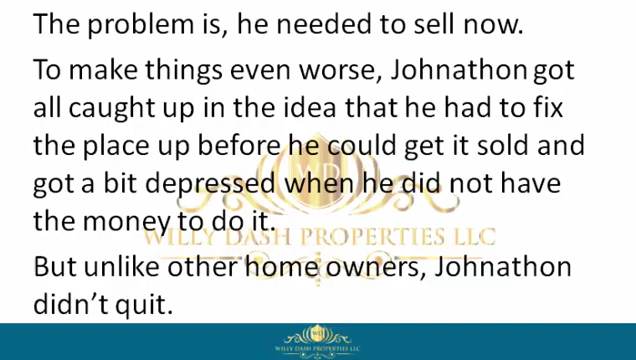 The problem is, he needed to sell now.
To make things even worse, Johnathon got
all caught up in the idea that he had to fix
the place up before he could get it sold and
got a bit depressed when he did not have
the money to do it.
WILLY DASH PROPERTIES LLC
But unlike other home owners, Johnathon
didn’t quit.
WILLY DASH PROPERTIES LLC